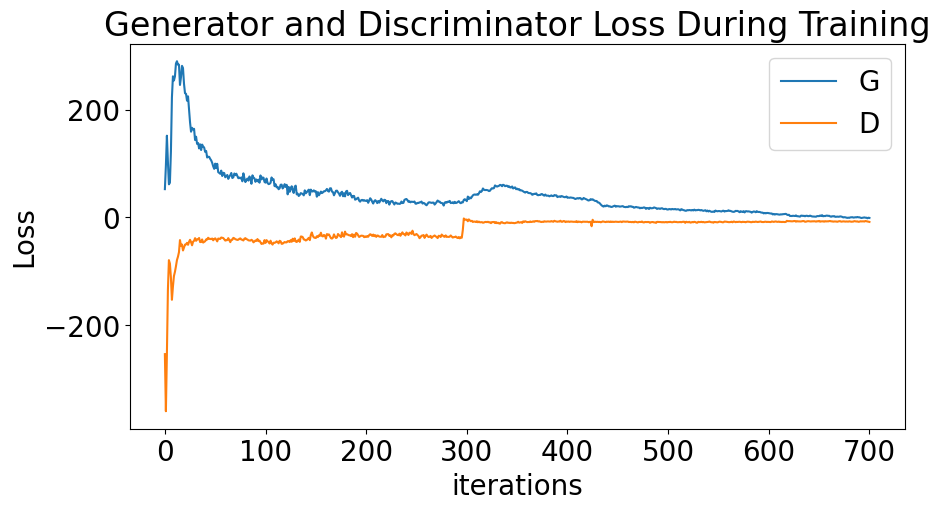 Generator and Discriminator Loss During Training
G
D
200
0
−200
Loss
0 100 200 300 400 500 600 700
iterations